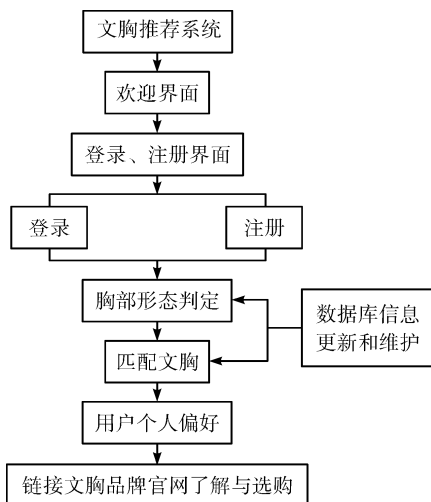 文胸推荐系统
欢迎界面
登录、注册界面
登录
注册
胸部形态判定
数据库信息
更新和维护
匹配文胸
用户个人偏好
链接文胸品牌官网了解与选购